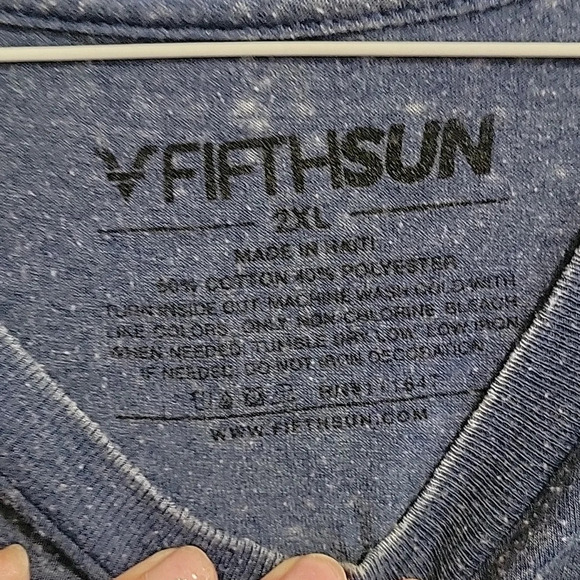 FIFTHSUN
2XL
MADE IN HAITI
60% COTTON 40% POLYESTER
TURN INSIDE OUT MACHINE WASH COLD WITH
LIKE COLORS. ONLY NON-CHLORINE BLEACH
WHEN NEEDED. TUMBLE DRY LOW. LOW IRON
IF NEEDED. DO NOT IRON DECORATION.
WWW.FIFTHSUN.COM